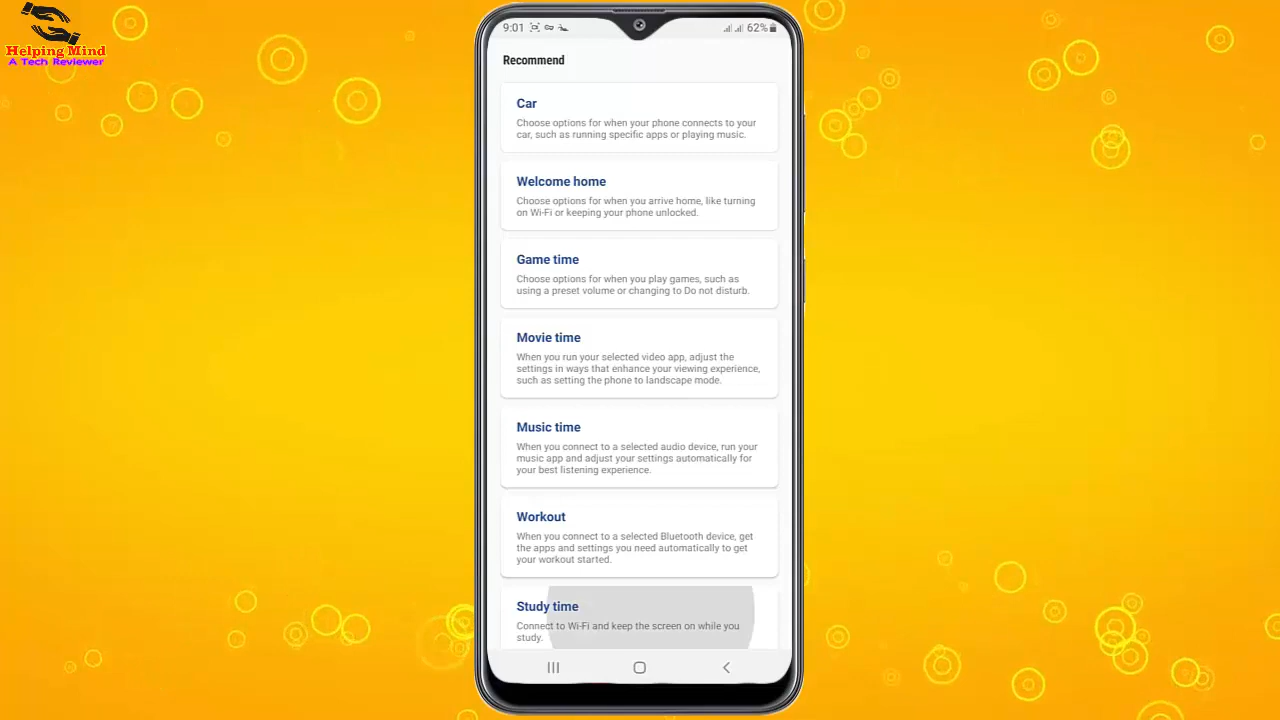 Helping Mind
A Tech Reviewer
9:01
62%
Recommend
Car
Choose options for when your phone connects to your
car, such as running specific apps or playing music.
Welcome home
Choose options for when you arrive home, like turning
on Wi-Fi or keeping your phone unlocked.
Game time
Choose options for when you play games, such as
using a preset volume or changing to Do not disturb.
Movie time
When you run your selected video app, adjust the
settings in ways that enhance your viewing experience,
such as setting the phone to landscape mode.
Music time
When you connect to a selected audio device, run your
music app and adjust your settings automatically for
your best listening experience.
Workout
When you connect to a selected Bluetooth device, get
the apps and settings you need automatically to get
your workout started.
Study time
Connect to Wi-Fi and keep the screen on while you
study.